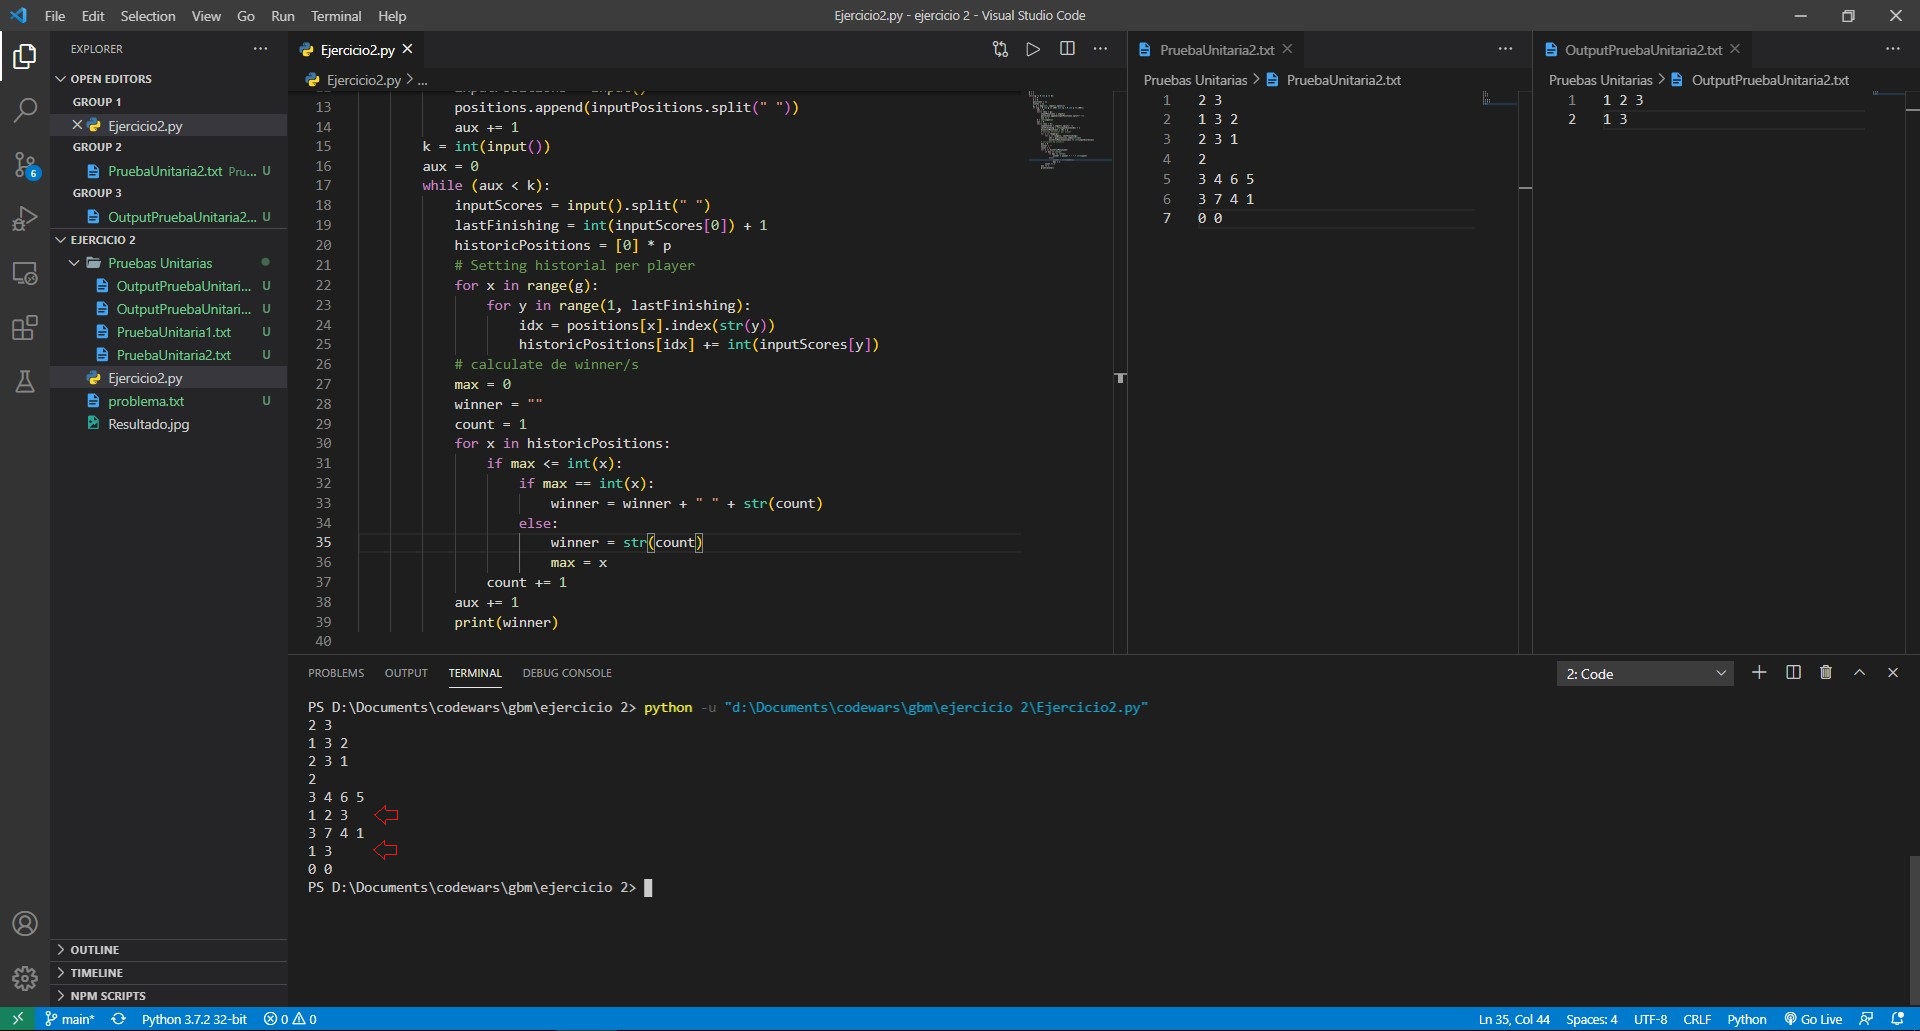 File Edit Selection View Go Run Terminal Help
Ejercicio2.py - ejercicio 2 - Visual Studio Code
EXPLORER
OPEN EDITORS
GROUP 1
Ejercicio2.py
GROUP 2
PruebaUnitaria2.txt Pru... U
GROUP 3
OutputPruebaUnitaria2... U
EJERCICIO 2
Pruebas Unitarias
OutputPruebaUnitari... U
OutputPruebaUnitari... U
PruebaUnitaria1.txt U
PruebaUnitaria2.txt U
Ejercicio2.py
problema.txt U
Resultado.jpg
OUTLINE
TIMELINE
NPM SCRIPTS
6
Ejercicio2.py
Ejercicio2.py > ...
13 positions.append(inputPositions.split(" "))
14 aux += 1
15 k = int(input())
16 aux = 0
17 while (aux < k):
18 inputScores = input().split(" ")
19 lastFinishing = int(inputScores[0]) + 1
20 historicPositions = [0] * p
21 # Setting historial per player
22 for x in range(g):
23 for y in range(1, lastFinishing):
24 idx = positions[x].index(str(y))
25 historicPositions[idx] += int(inputScores[y])
26 # calculate de winner/s
27 max = 0
28 winner = ""
29 count = 1
30 for x in historicPositions:
31 if max <= int(x):
32 if max == int(x):
33 winner = winner + " " + str(count)
34 else:
35 winner = str(count)
36 max = x
37 count += 1
38 aux += 1
39 print(winner)
40
PruebaUnitaria2.txt
Pruebas Unitarias > PruebaUnitaria2.txt
1 2 3
2 1 3 2
3 2 3 1
4 2
5 3 4 6 5
6 3 7 4 1
7 0 0
OutputPruebaUnitaria2.txt
Pruebas Unitarias > OutputPruebaUnitaria2.txt
1 1 2 3
2 1 3
PROBLEMS OUTPUT TERMINAL DEBUG CONSOLE
2: Code
PS D:\Documents\codewars\gbm\ejercicio 2> python -u "d:\Documents\codewars\gbm\ejercicio 2\Ejercicio2.py"
2 3
1 3 2
2 3 1
2
3 4 6 5
1 2 3
3 7 4 1
1 3
0 0
PS D:\Documents\codewars\gbm\ejercicio 2>
main* Python 3.7.2 32-bit 0 0
Ln 35, Col 44 Spaces: 4 UTF-8 CRLF Python Go Live